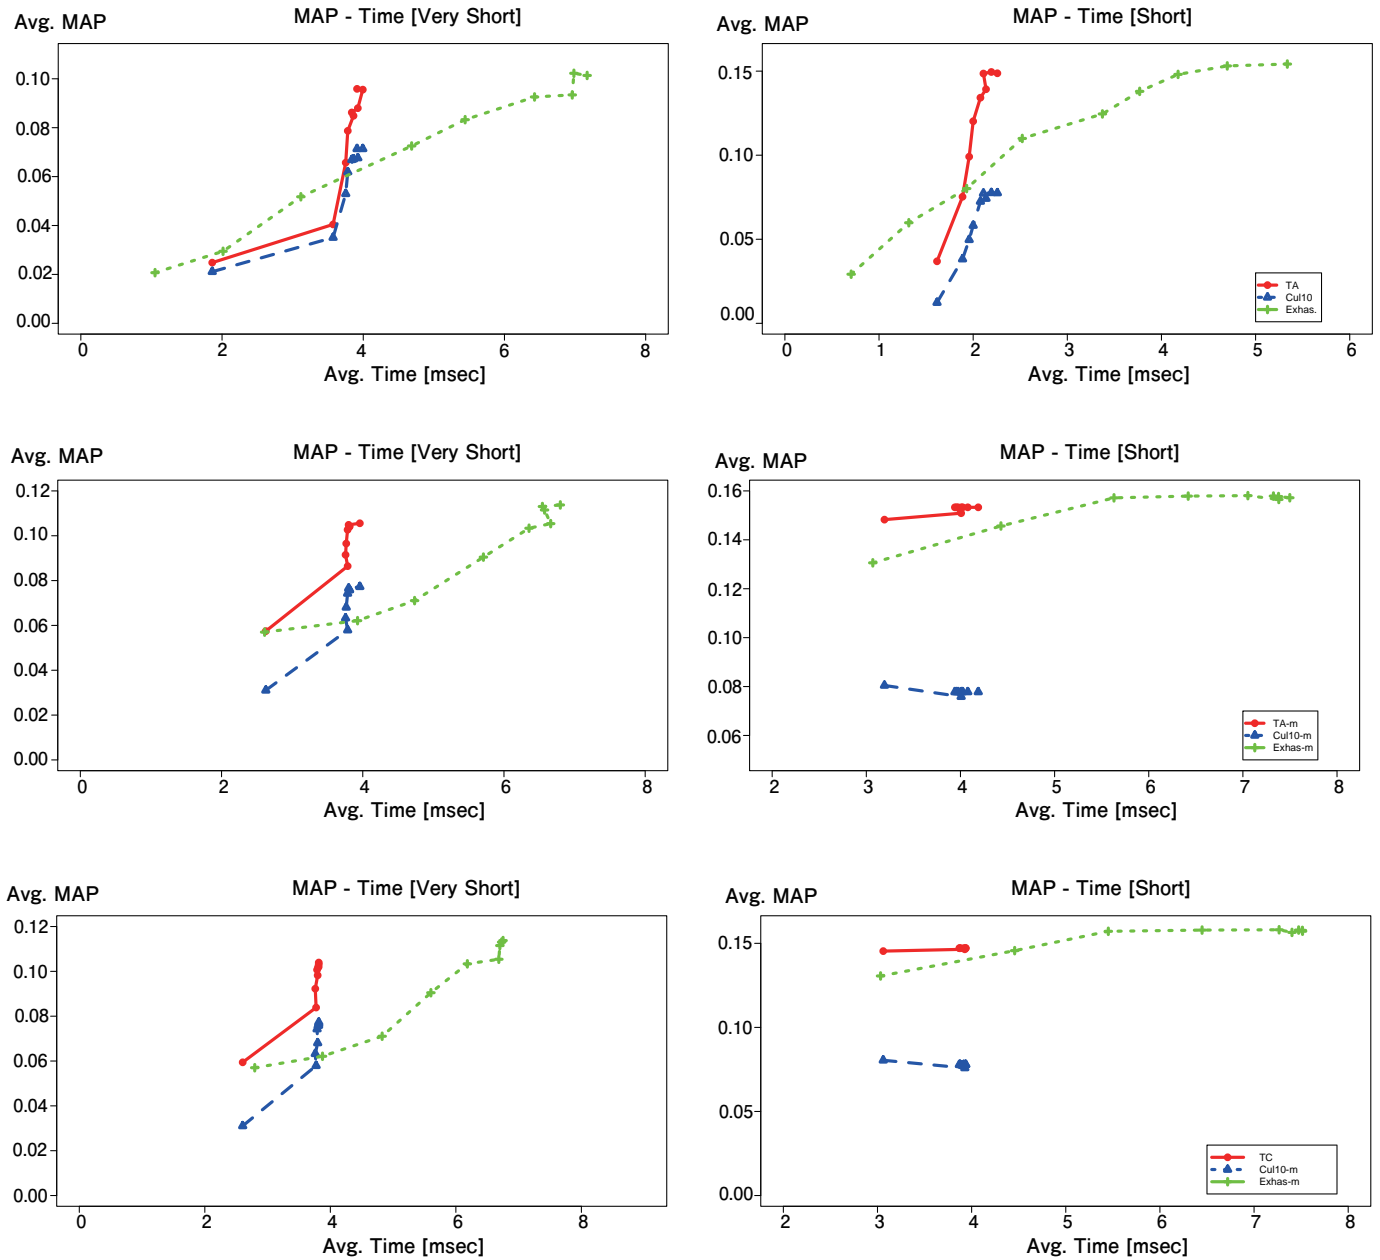 Avg. MAP
MAP - Time [Very Short]
0.10
0.08
0.06
0.04
0.02
0.00
0 2 4 6 8
Avg. Time [msec]
Avg. MAP
MAP - Time [Short]
0.15
0.10
0.05
0.00
TA
Cul10
Exhas.
0 1 2 3 4 5 6
Avg. Time [msec]
Avg. MAP
MAP - Time [Very Short]
0.12
0.10
0.08
0.06
0.04
0.02
0.00
0 2 4 6 8
Avg. Time [msec]
Avg. MAP
MAP - Time [Short]
0.16
0.14
0.12
0.10
0.08
0.06
TA-m
Cul10-m
Exhas-m
2 3 4 5 6 7 8
Avg. Time [msec]
Avg. MAP
MAP - Time [Very Short]
0.12
0.10
0.08
0.06
0.04
0.02
0.00
0 2 4 6 8
Avg. Time [msec]
Avg. MAP
MAP - Time [Short]
0.15
0.10
0.05
0.00
TC
Cul10-m
Exhas-m
2 3 4 5 6 7 8
Avg. Time [msec]